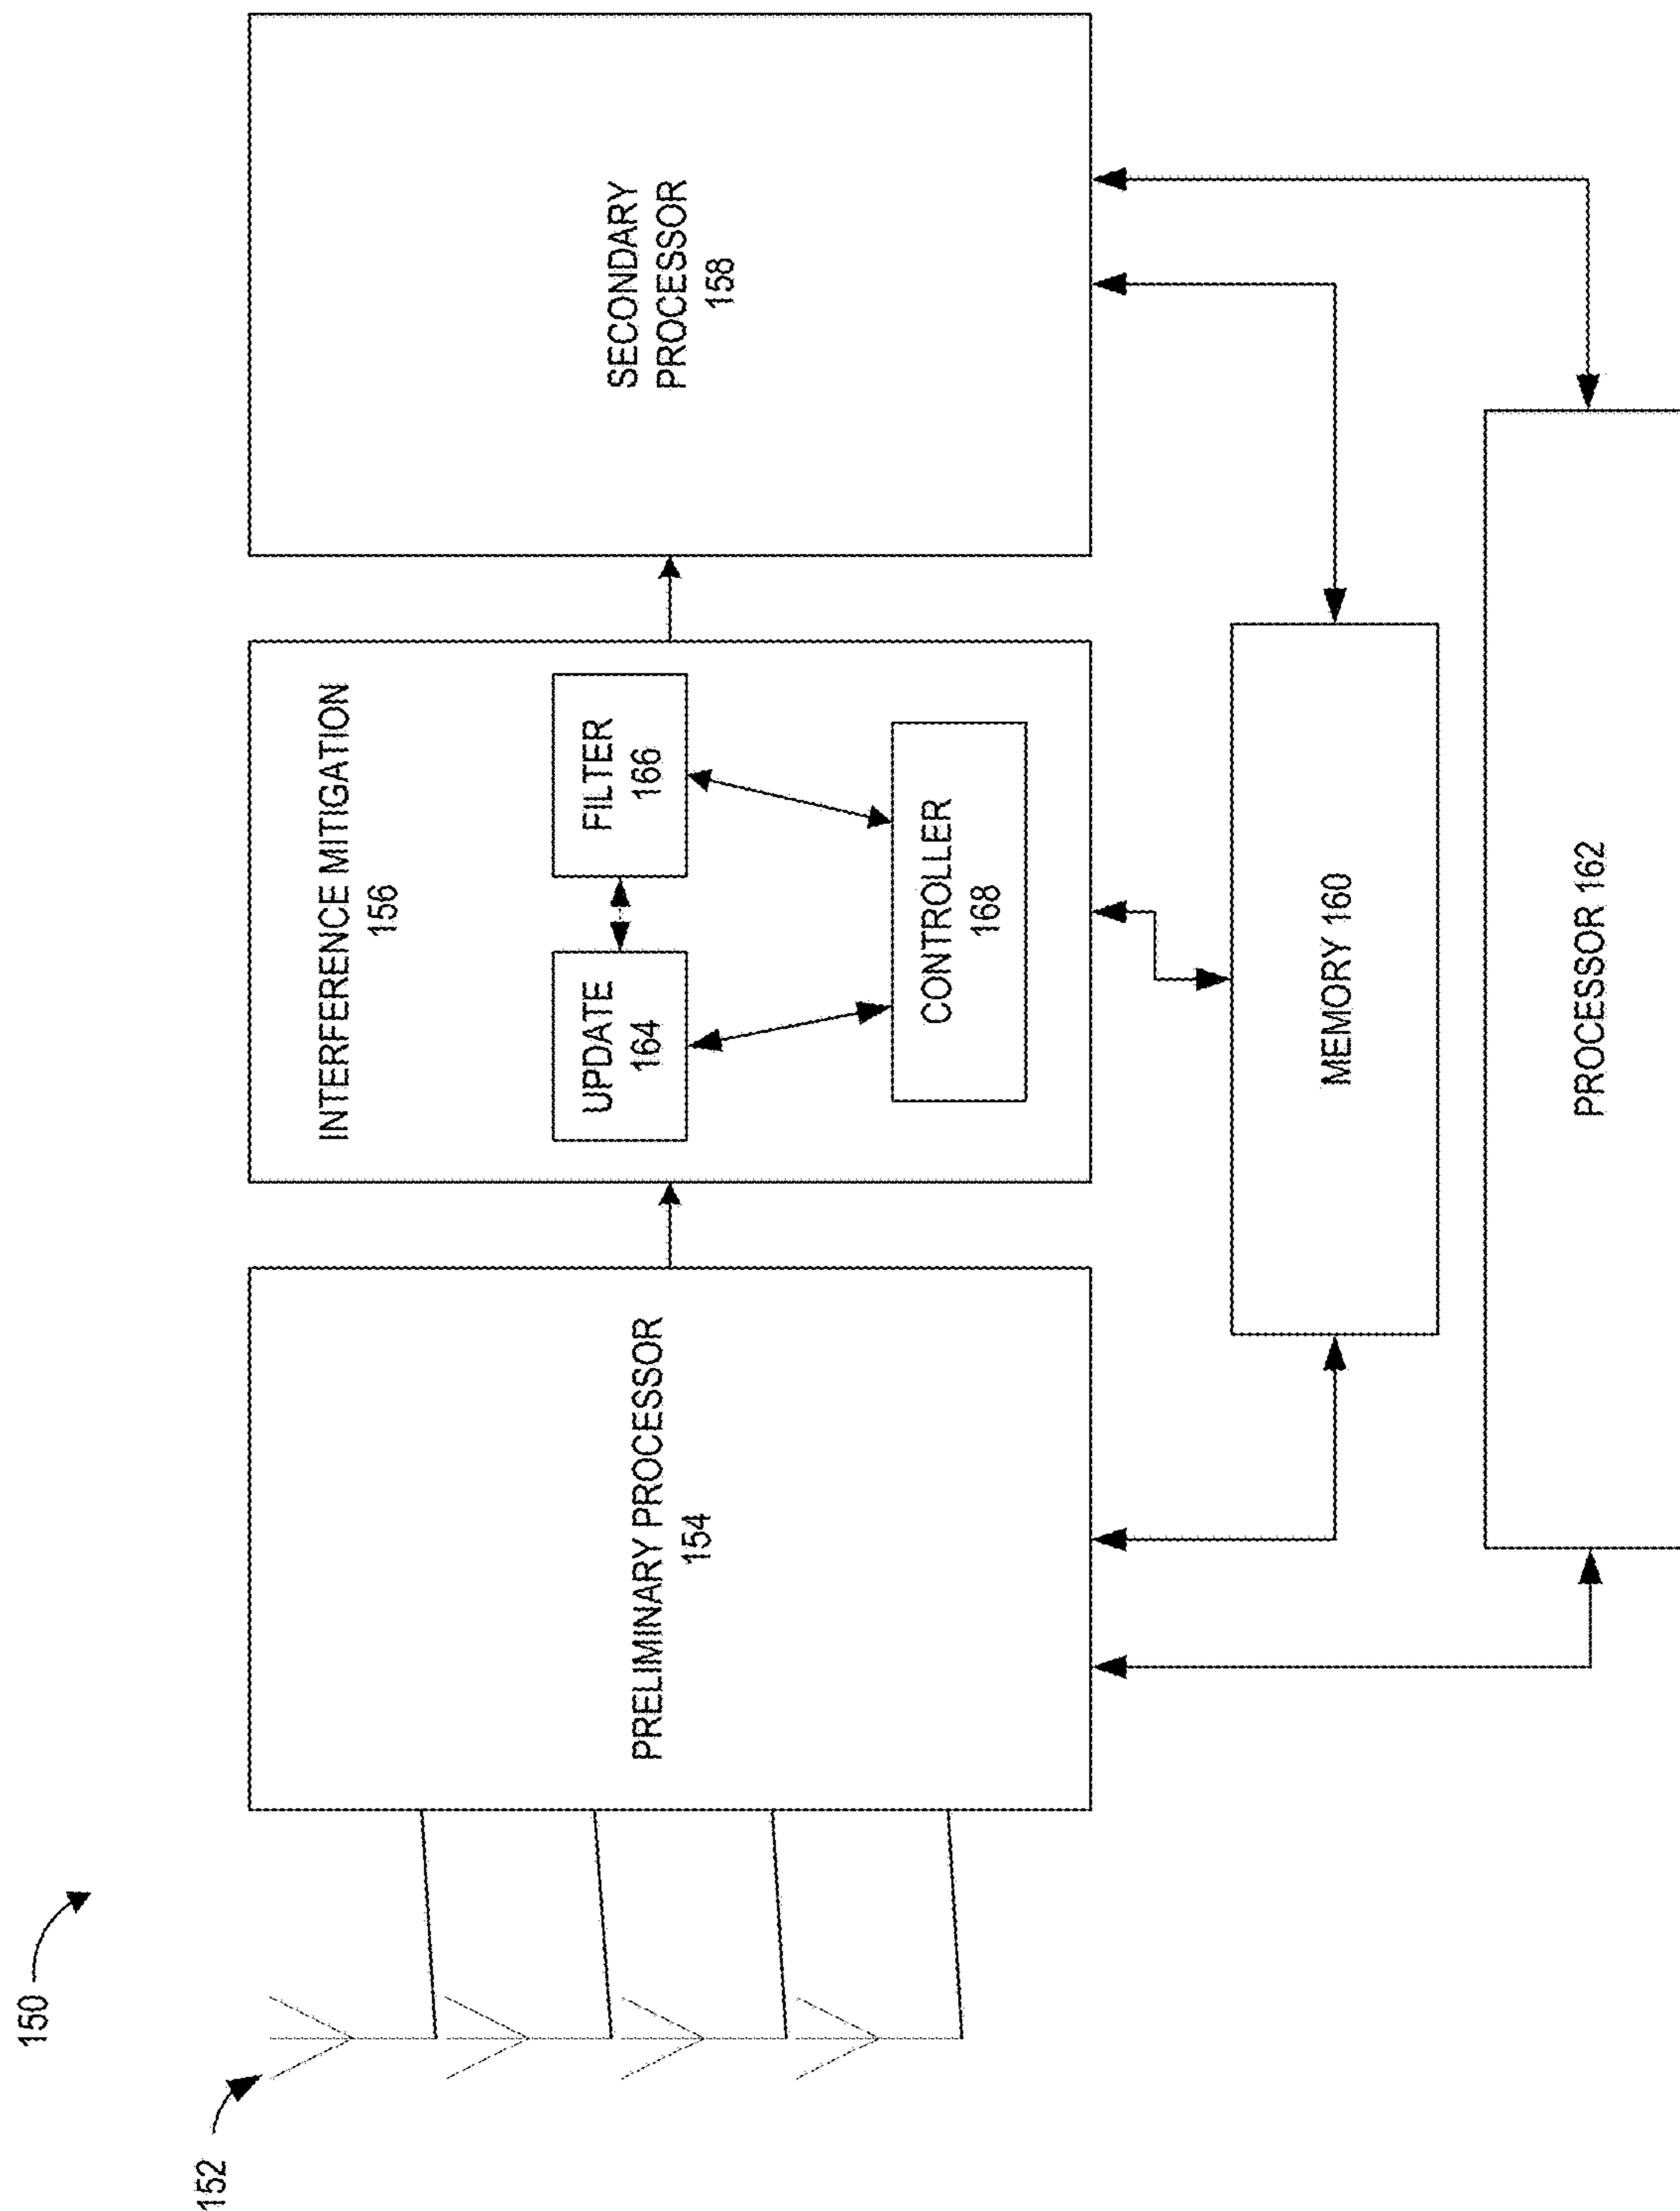 150
152
PRELIMINARY PROCESSOR
154
INTERFERENCE MITIGATION
156
UPDATE
164
FILTER
166
CONTROLLER
168
SECONDARY
PROCESSOR
158
MEMORY 160
PROCESSOR 162